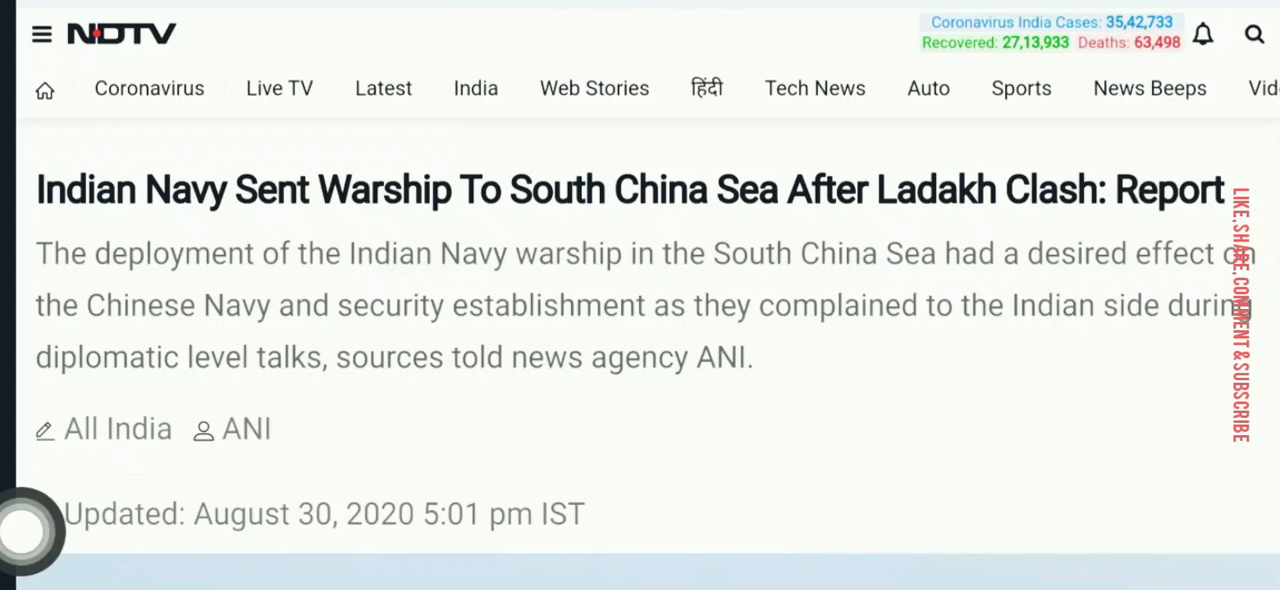 NDTV
Coronavirus India Cases: 35,42,733
Recovered: 27,13,933 Deaths: 63,498
Coronavirus Live TV Latest India Web Stories हिंदी Tech News Auto Sports News Beeps Vid
Indian Navy Sent Warship To South China Sea After Ladakh Clash: Report
The deployment of the Indian Navy warship in the South China Sea had a desired effect on
the Chinese Navy and security establishment as they complained to the Indian side during
diplomatic level talks, sources told news agency ANI.
All India ANI
Updated: August 30, 2020 5:01 pm IST
LIKE,SHARE,COMMENT & SUBSCRIBE